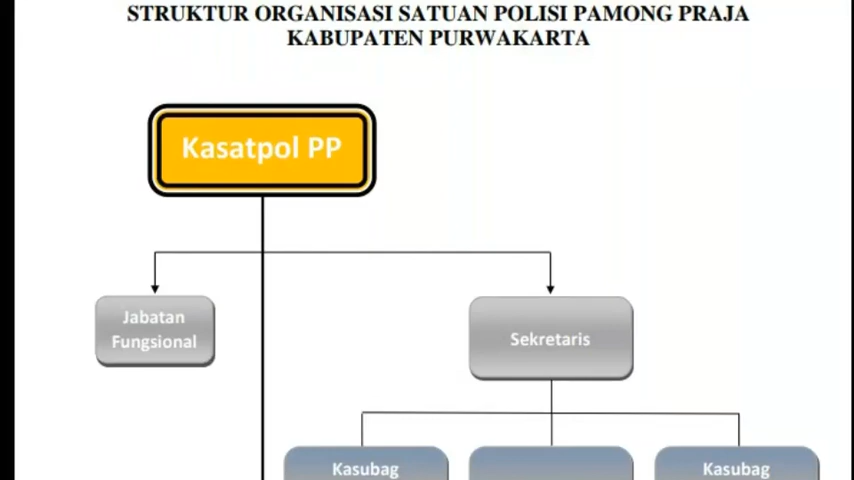 STRUKTUR ORGANISASI SATUAN POLISI PAMONG PRAJA
KABUPATEN PURWAKARTA
Kasatpol PP
Jabatan
Fungsional
Sekretaris
Kasubag
Kasubag